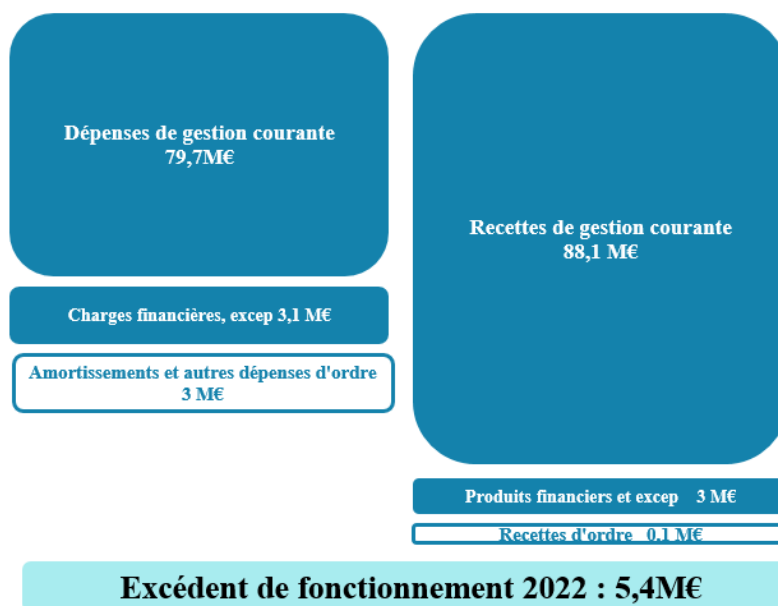 Dépenses de gestion courante
79,7M€
Charges financières, excep 3,1 M€
Amortissements et autres dépenses d'ordre
3 M€
Recettes de gestion courante
88,1 M€
Produits financiers et excep 3 M€
Recettes d'ordre 0,1 M€
Excédent de fonctionnement 2022 : 5,4M€